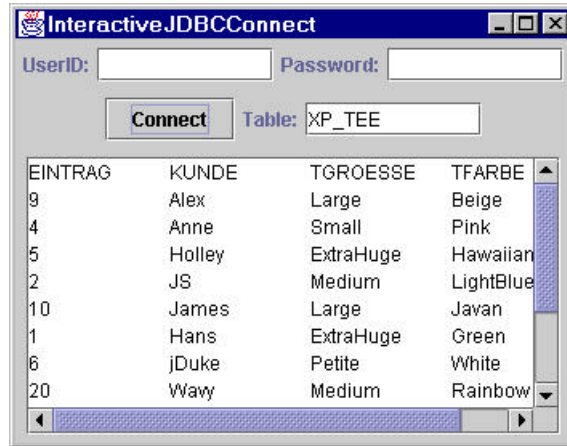 InteractiveJDBCConnect
UserID: Password:
Connect Table: XP_TEE
EINTRAG KUNDE TGROESSE TFARBE
9 Alex Large Beige
4 Anne Small Pink
5 Holley ExtraHuge Hawaiian
2 JS Medium LightBlue
10 James Large Javan
1 Hans ExtraHuge Green
6 jDuke Petite White
20 Wavy Medium Rainbow